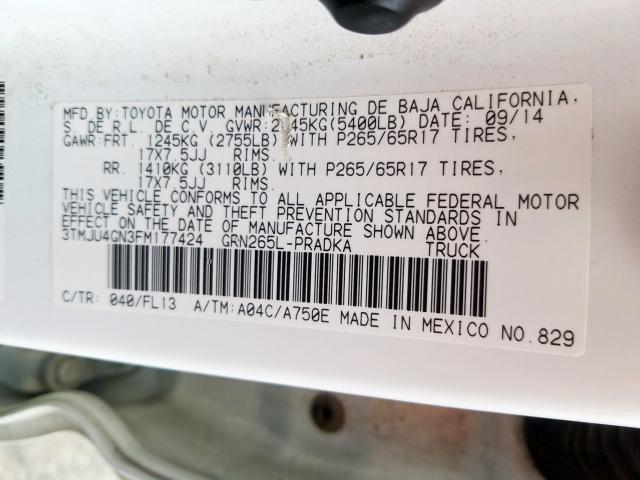 MFD.BY:TOYOTA MOTOR MANUFACTURING DE BAJA CALIFORNIA,
S. DE R.L. DE C.V. GVWR: (5400LB) DATE: 09/14
GAWR:FRT. 1245KG (2755LB) WITH P265/65R17 TIRES,
17X7.5JJ RIMS.
RR. 1410KG (3110LB) WITH P265/65R17 TIRES,
17X7.5JJ RIMS.
THIS VEHICLE CONFORMS TO ALL APPLICABLE FEDERAL MOTOR
VEHICLE SAFETY AND THEFT PREVENTION STANDARDS IN
EFFECT ON THE DATE OF MANUFACTURE SHOWN ABOVE.
3TMJU4GN3FM177424 GRN265L-PRADKA TRUCK
C/TR: 040/FL13 A/TM:A04C/A750E MADE IN MEXICO NO.829